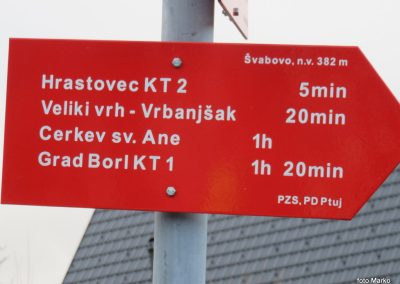 Švabovo, n.v. 382 m
Hrastovec KT 2 5min
Veliki vrh - Vrbanjšak 20min
Cerkev sv. Ane 1h
Grad Borl KT 1 1h 20min
PZS, PD Ptuj
foto Marko